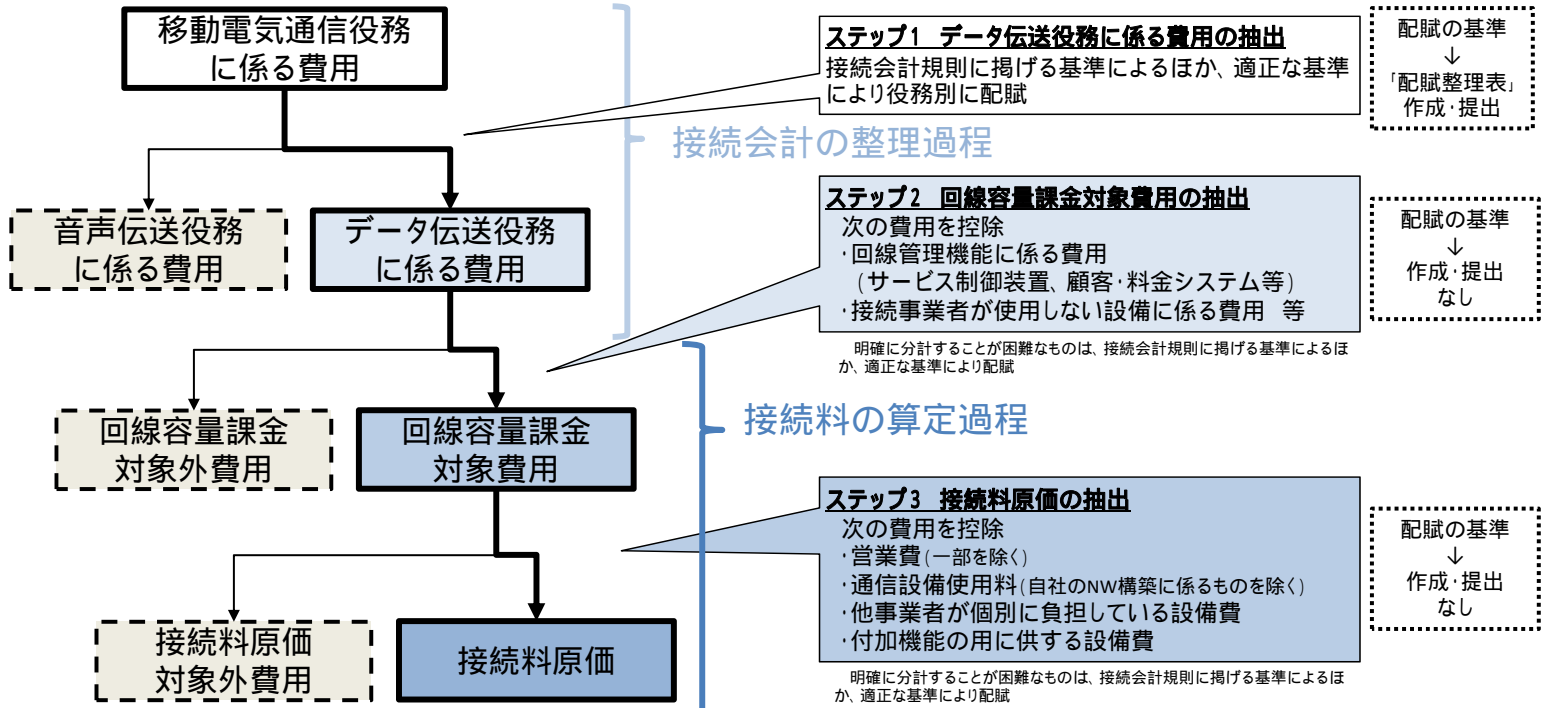 移動電気通信役務
に係る費用
ステップ1 データ伝送役務に係る費用の抽出
接続会計規則に掲げる基準によるほか、適正な基準
により役務別に配賦
配賦の基準
↓
「配賦整理表」
作成・提出
接続会計の整理過程
音声伝送役務
に係る費用
データ伝送役務
に係る費用
ステップ2 回線容量課金対象費用の抽出
次の費用を控除
・回線管理機能に係る費用
(サービス制御装置、顧客・料金システム等)
・接続事業者が使用しない設備に係る費用 等
明確に分計することが困難なものは、接続会計規則に掲げる基準によるほ
か、適正な基準により配賦
配賦の基準
↓
作成・提出
なし
回線容量課金
対象外費用
回線容量課金
対象費用
接続料の算定過程
ステップ3 接続料原価の抽出
次の費用を控除
・営業費(一部を除く)
・通信設備使用料(自社のNW構築に係るものを除く)
・他事業者が個別に負担している設備費
・付加機能の用に供する設備費
明確に分計することが困難なものは、接続会計規則に掲げる基準によるほ
か、適正な基準により配賦
配賦の基準
↓
作成・提出
なし
接続料原価
対象外費用
接続料原価